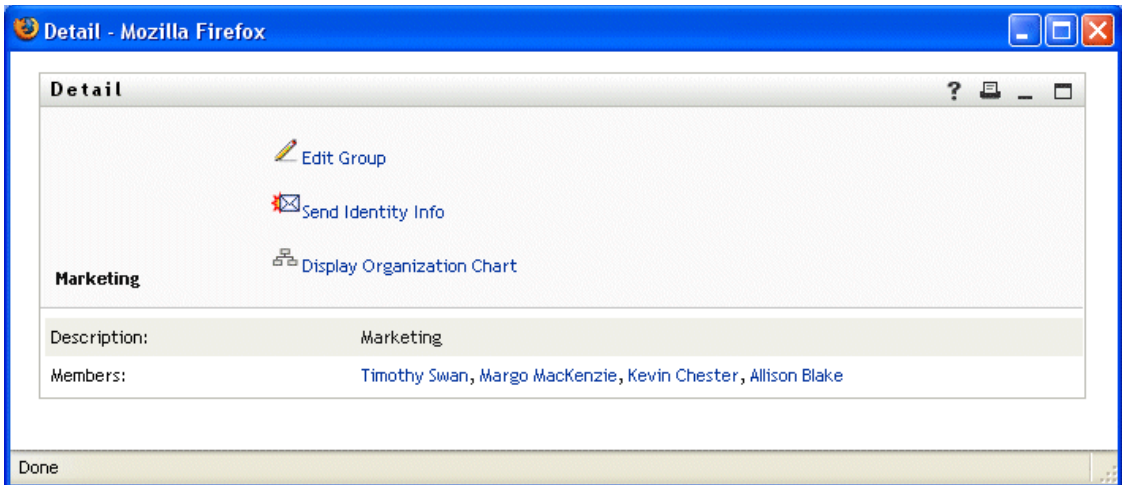 Detail - Mozilla Firefox
Detail
Edit Group
Send Identity Info
Display Organization Chart
Marketing
Description: Marketing
Members: Timothy Swan, Margo MacKenzie, Kevin Chester, Allison Blake
Done